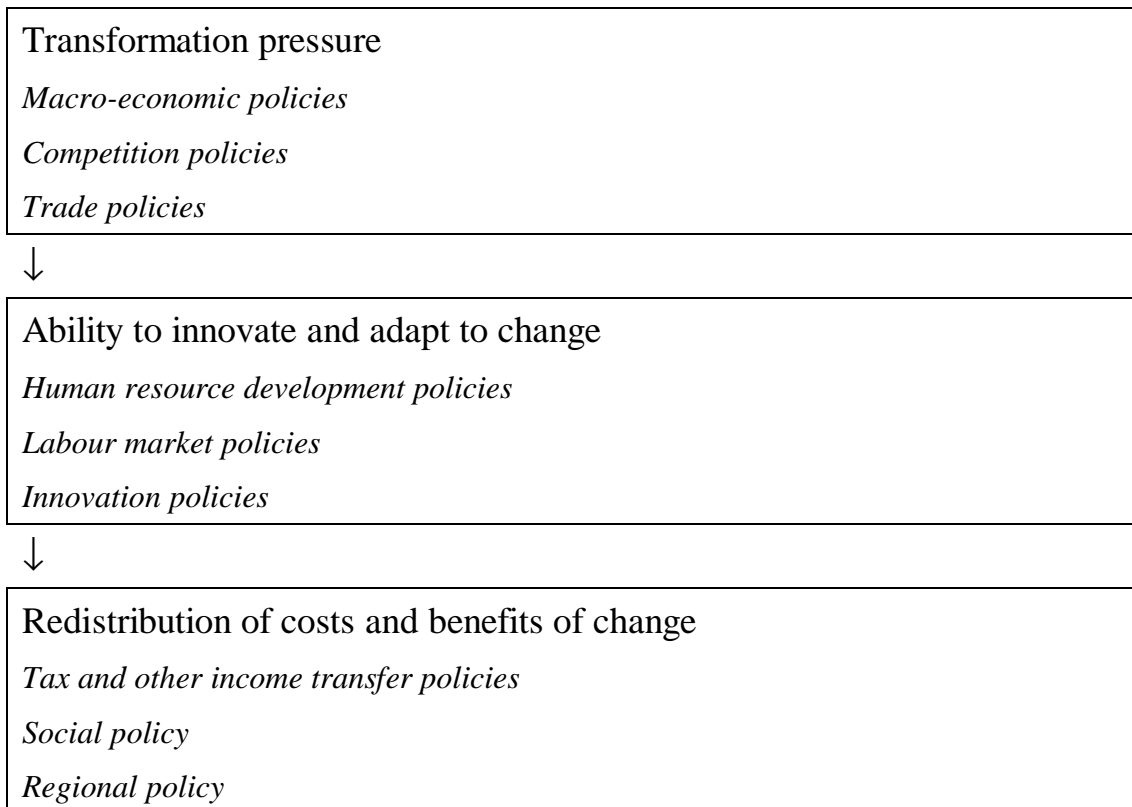 Transformation pressure
Macro-economic policies
Competition policies
Trade policies
↓
Ability to innovate and adapt to change
Human resource development policies
Labour market policies
Innovation policies
↓
Redistribution of costs and benefits of change
Tax and other income transfer policies
Social policy
Regional policy